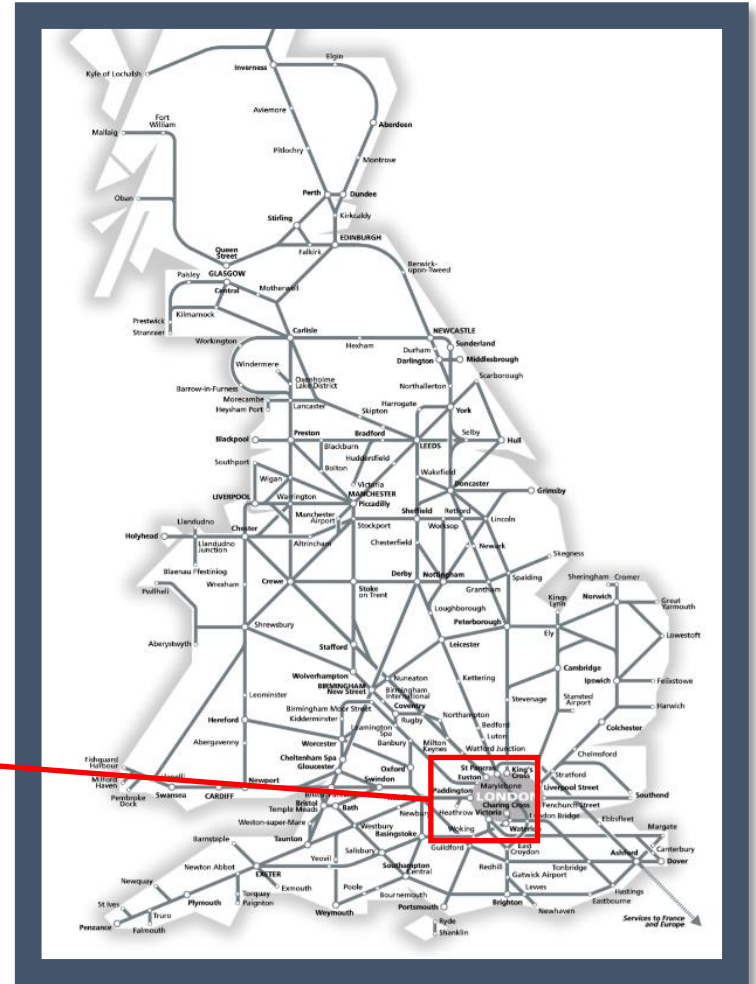 Elgin
Inverness
Kyle of Lochalsh
Aviemore
Fort
William
Aberdeen
Mallaig
Pitlochry
Montrose
Perth
Dundee
Oban
Stirling
Kirkcaldy
EDINBURGH
Queen
Street
Falkirk
Berwick-
upon-Tweed
Paisley
GLASGOW
Central
Motherwell
Prestwick
Kilmarnock
Stranraer
Carlisle
NEWCASTLE
Workington
Hexham
Sunderland
Durham
Darlington
Middlesbrough
Windermere
Scarborough
Oxenholme
Lake District
Barrow-in-Furness
Northallerton
Morecambe
Lancaster
Harrogate
York
Heysham Port
Skipton
Blackpool
Preston
Bradford
Selby
Blackburn
LEEDS
Hull
Southport
Huddersfield
Bolton
Wakefield
Wigan
Victoria
Doncaster
LIVERPOOL
Warrington
MANCHESTER
Piccadilly
Grimsby
Llandudno
Manchester
Airport
Sheffield
Retford
Lincoln
Holyhead
Chester
Stockport
Worksop
Llandudno
Junction
Altrincham
Chesterfield
Newark
Skegness
Blaenau Ffestiniog
Crewe
Derby
Nottingham
Spalding
Sheringham
Cromer
Pwllheli
Wrexham
Stoke
on Trent
Grantham
Kings
Lynn
Norwich
Great
Yarmouth
Loughborough
Peterborough
Aberystwyth
Shrewsbury
Stafford
Leicester
Ely
Lowestoft
Wolverhampton
Nuneaton
Kettering
Cambridge
BIRMINGHAM
New Street
Birmingham
International
Ipswich
Felixstowe
Leominster
Birmingham Moor Street
Coventry
Stevenage
Stansted
Airport
Harwich
Hereford
Kidderminster
Rugby
Northampton
Leamington
Spa
Bedford
Colchester
Abergavenny
Worcester
Banbury
Milton
Keynes
Luton
Cheltenham Spa
Watford Junction
Chelmsford
Fishguard
Harbour
Gloucester
Oxford
St Pancras
King's
Cross
Stratford
Milford
Haven
Newport
Swindon
Euston
Marylebone
Liverpool Street
Pembroke
Dock
Swansea
CARDIFF
Paddington
LONDON
Southend
Bristol
Temple Meads
Bath
Newbury
Charing Cross
Fenchurch Street
Heathrow
Victoria
London Bridge
Ebbsfleet
Weston-super-Mare
Westbury
Woking
Waterloo
Margate
Barnstaple
Taunton
Basingstoke
Guildford
East
Croydon
Canterbury
Newton Abbot
Yeovil
Salisbury
Redhill
Tonbridge
Ashford
Dover
Newquay
EXETER
Southampton
Central
Gatwick Airport
Exmouth
Poole
Lewes
Hastings
St Ives
Plymouth
Torquay
Paignton
Bournemouth
Portsmouth
Brighton
Eastbourne
Truro
Weymouth
Newhaven
Penzance
Falmouth
Ryde
Shanklin
Services to France
and Europe